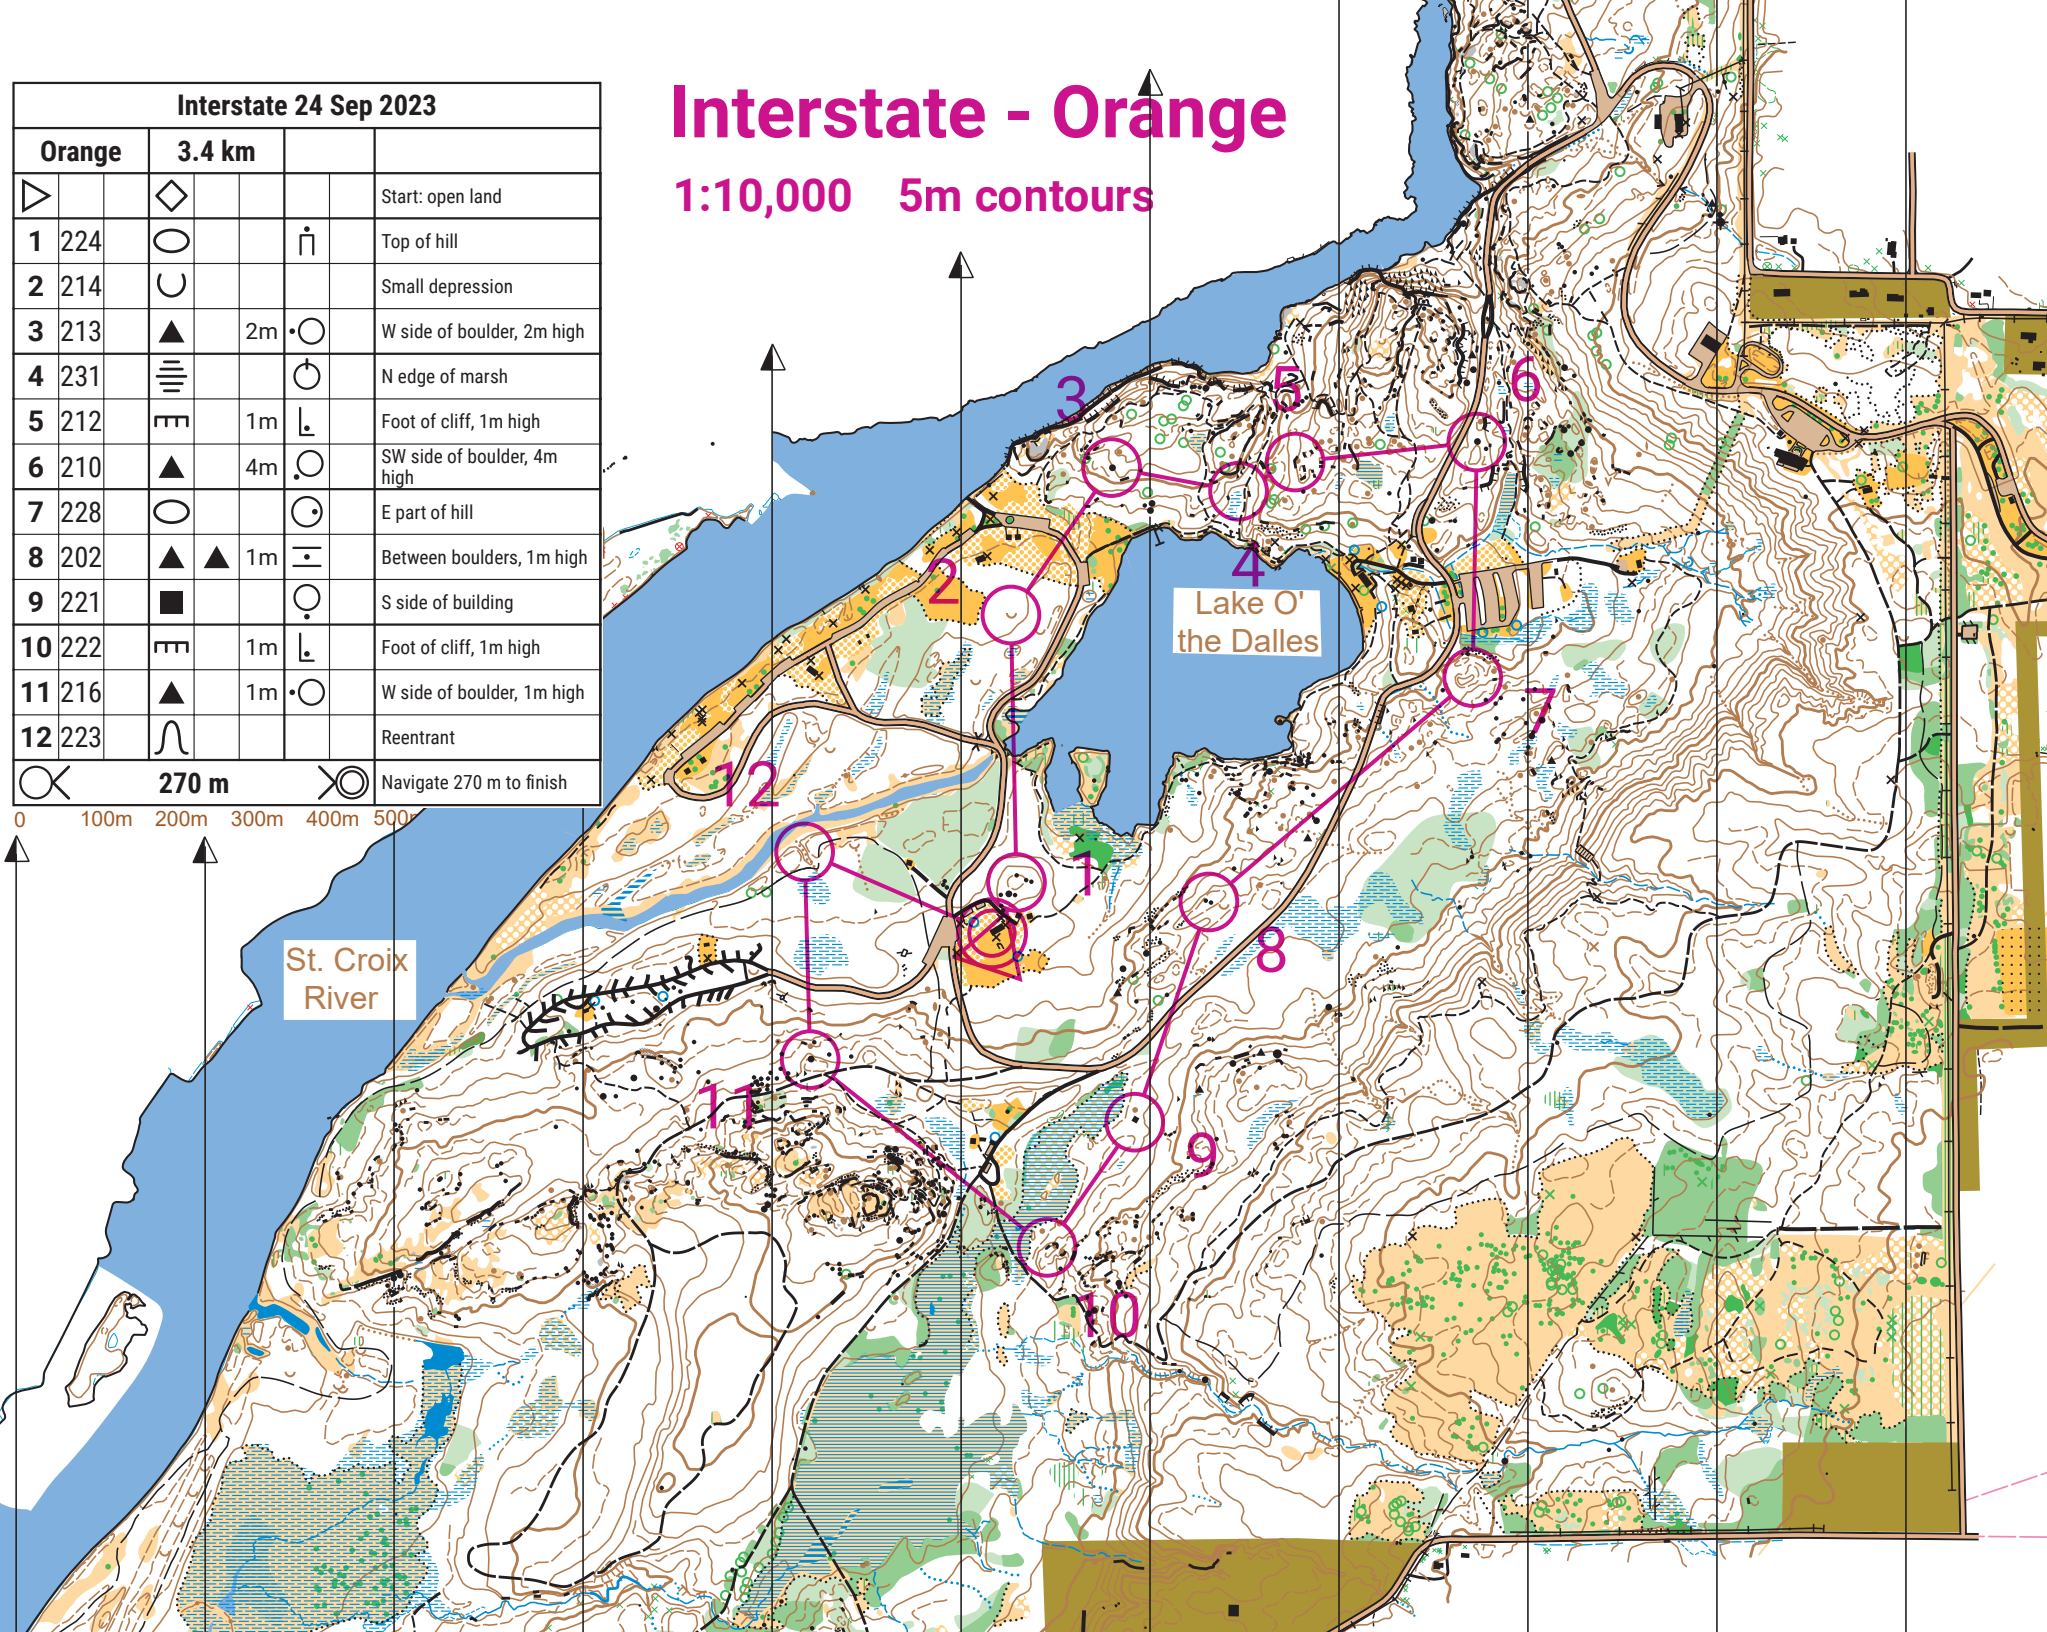 Interstate - Orange
1:10,000 5m contours
Interstate 24 Sep 2023
Orange 3.4 km
Start: open land
1 224 Top of hill
2 214 Small depression
3 213 2m W side of boulder, 2m high
4 231 N edge of marsh
5 212 1m Foot of cliff, 1m high
6 210 4m SW side of boulder, 4m
high
7 228 E part of hill
8 202 1m Between boulders, 1m high
9 221 S side of building
10 222 1m Foot of cliff, 1m high
11 216 1m W side of boulder, 1m high
12 223 Reentrant
270 m Navigate 270 m to finish
0 100m 200m 300m 400m 500m
3
5
6
2
4
Lake O'
the Dalles
7
12
1
8
St. Croix
River
11
9
10